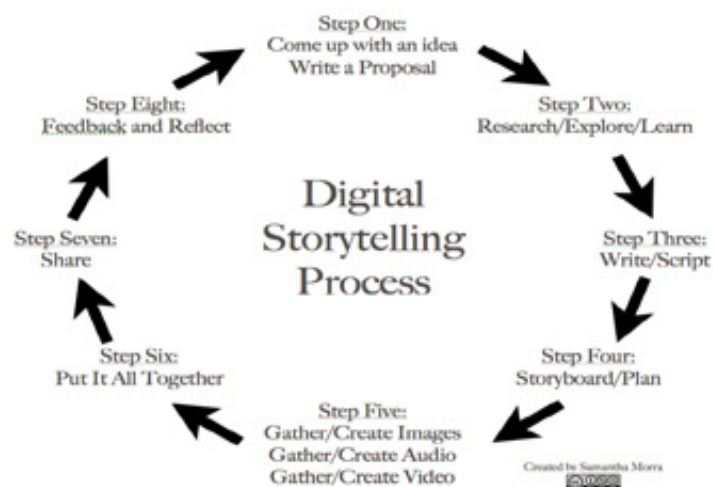 Step One:
Come up with an idea
Write a Proposal
Step Two:
Research/Explore/Learn
Step Three:
Write/Script
Step Four:
Storyboard/Plan
Step Five:
Gather/Create Images
Gather/Create Audio
Gather/Create Video
Step Six:
Put It All Together
Step Seven:
Share
Step Eight:
Feedback and Reflect
Digital
Storytelling
Process
Created by Samantha Morra